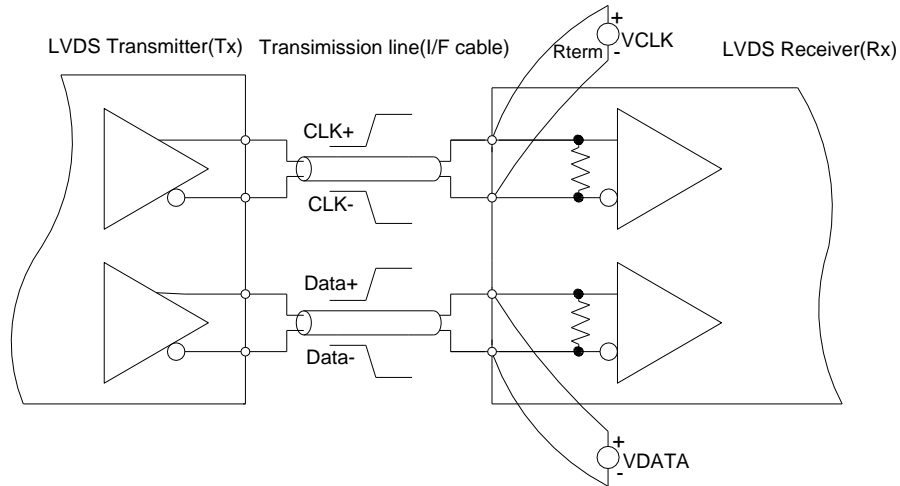 LVDS Transmitter(Tx)
Transimission line(I/F cable)
Rterm
+
VCLK
-
LVDS Receiver(Rx)
CLK+
CLK-
Data+
Data-
+
VDATA
-